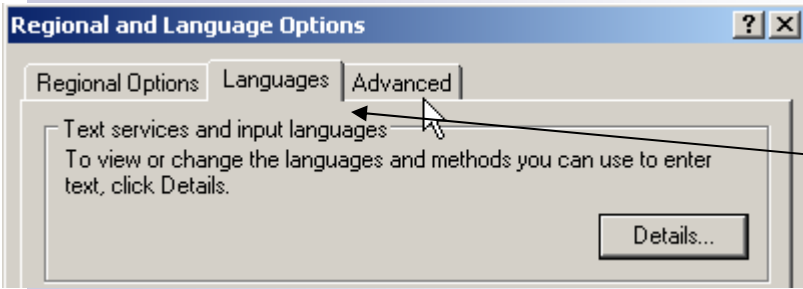 Regional and Language Options
Regional Options Languages Advanced
Text services and input languages
To view or change the languages and methods you can use to enter
text, click Details.
Details...